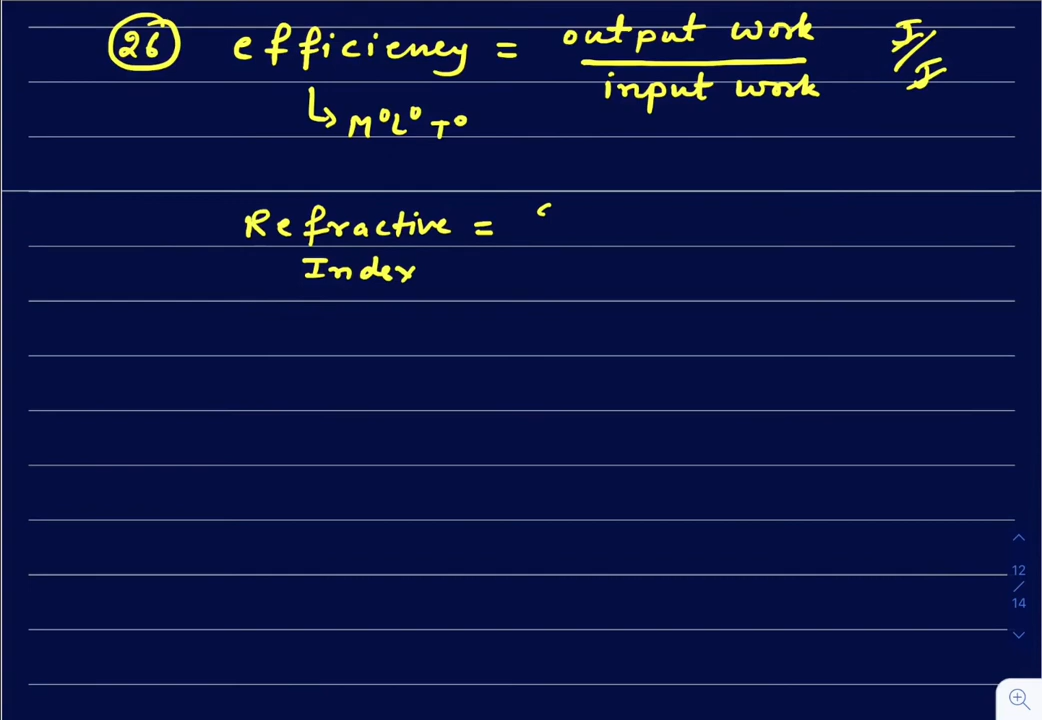 26 efficiency = output work / input work J/J
↳ M⁰L⁰T⁰
Refractive =
Index
12
/
14